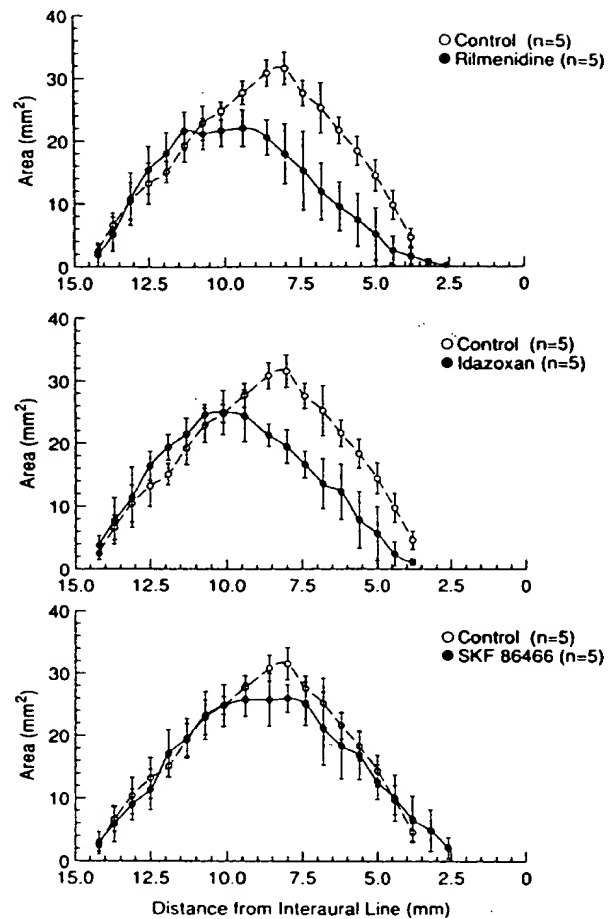 40
30
20
10
0
Area (mm²)
Control (n=5)
Rilmenidine (n=5)
15.0 12.5 10.0 7.5 5.0 2.5 0
40
30
20
10
0
Area (mm²)
Control (n=5)
Idazoxan (n=5)
15.0 12.5 10.0 7.5 5.0 2.5 0
40
30
20
10
0
Area (mm²)
Control (n=5)
SKF 86466 (n=5)
15.0 12.5 10.0 7.5 5.0 2.5 0
Distance from Interaural Line (mm)